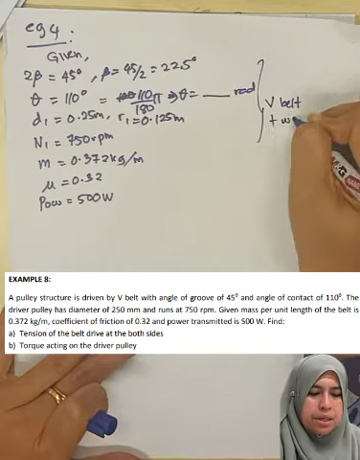 eg 4 :
Given,
2β = 45° , β = 45/2 = 22.5°
θ = 110° = 110/180 π ⇒ θ = ____ rad
d₁ = 0.25m, r₁ = 0.125m
N₁ = 750 rpm
m = 0.372 kg/m
μ = 0.32
Pow = 500W
V belt
+ w
EXAMPLE 8:
A pulley structure is driven by V belt with angle of groove of 45⁰ and angle of contact of 110⁰. The
driver pulley has diameter of 250 mm and runs at 750 rpm. Given mass per unit length of the belt is
0.372 kg/m, coefficient of friction of 0.32 and power transmitted is 500 W. Find:
a) Tension of the belt drive at the both sides
b) Torque acting on the driver pulley